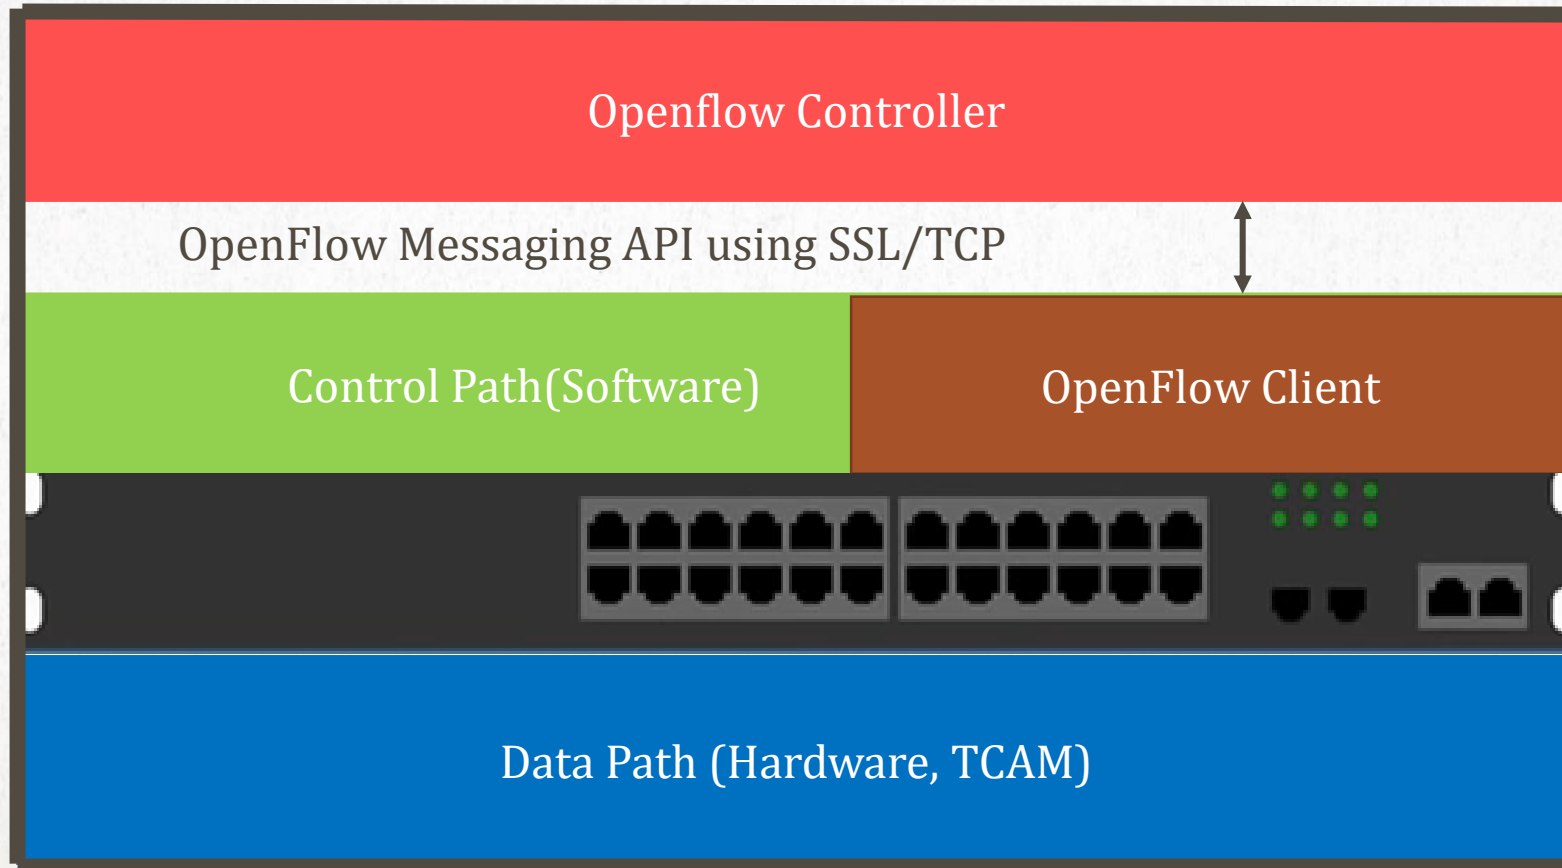 Openflow Controller
OpenFlow Messaging API using SSL/TCP
Control Path(Software)
OpenFlow Client
Data Path (Hardware, TCAM)